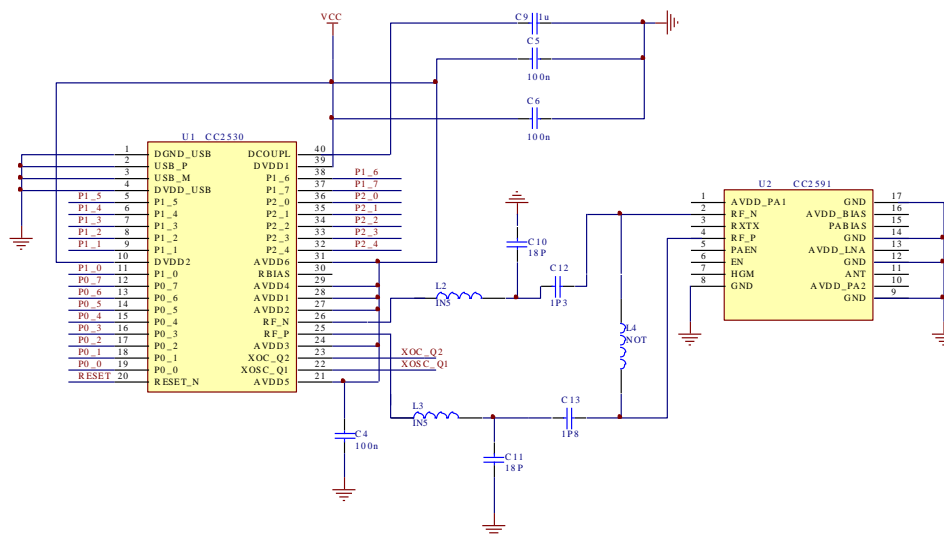 VCC
C9 1u
C5
100n
C6
100n
U1 CC2530
1 DGND_USB DCOUPL 40
2 USB_P DVDD1 39
3 USB_M P1_6 38 P1_6
4 DVDD_USB P1_7 37 P1_7
P1_5 5 P1_5 P2_0 36 P2_0
P1_4 6 P1_4 P2_1 35 P2_1
P1_3 7 P1_3 P2_2 34 P2_2
P1_2 8 P1_2 P2_3 33 P2_3
P1_1 9 P1_1 P2_4 32 P2_4
10 DVDD2 AVDD6 31
P1_0 11 P1_0 RBIAS 30
P0_7 12 P0_7 AVDD4 29
P0_6 13 P0_6 AVDD1 28
P0_5 14 P0_5 AVDD2 27
P0_4 15 P0_4 RF_N 26
P0_3 16 P0_3 RF_P 25
P0_2 17 P0_2 AVDD3 24
P0_1 18 P0_1 XOC_Q2 23 XOC_Q2
P0_0 19 P0_0 XOSC_Q1 22 XOSC_Q1
RESET 20 RESET_N AVDD5 21
U2 CC2591
1 AVDD_PA1 GND 17
2 RF_N AVDD_BIAS 16
3 RXTX PABIAS 15
4 RF_P GND 14
5 PAEN AVDD_LNA 13
6 EN GND 12
7 HGM ANT 11
8 GND AVDD_PA2 10
GND 9
C10
18P
C12
1P3
L2
IN5
L4
NOT
L3
IN5
C13
1P8
C4
100n
C11
18P